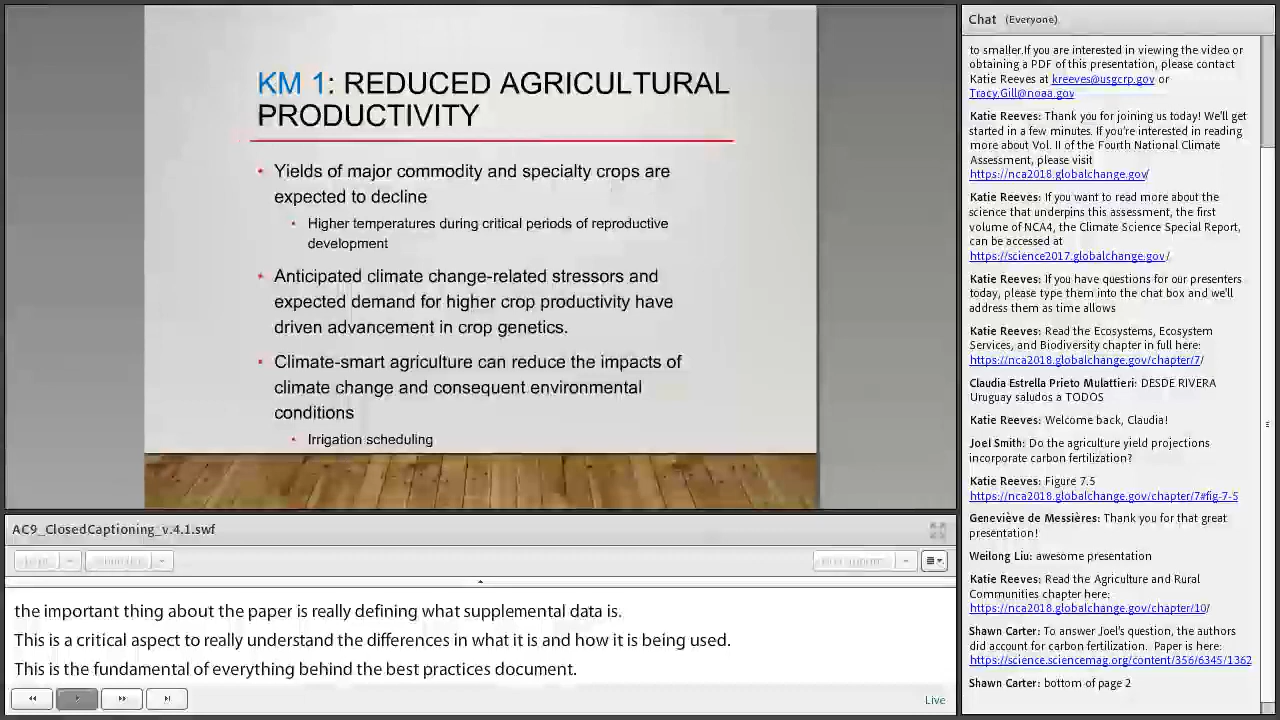 KM 1: REDUCED AGRICULTURAL
PRODUCTIVITY
Yields of major commodity and specialty crops are
expected to decline
Higher temperatures during critical periods of reproductive
development
Anticipated climate change-related stressors and
expected demand for higher crop productivity have
driven advancement in crop genetics.
Climate-smart agriculture can reduce the impacts of
climate change and consequent environmental
conditions
Irrigation scheduling
AC9_ClosedCaptioning_v.4.1.swf
the important thing about the paper is really defining what supplemental data is.
This is a critical aspect to really understand the differences in what it is and how it is being used.
This is the fundamental of everything behind the best practices document.
Live
Chat (Everyone)
to smaller.If you are interested in viewing the video or
obtaining a PDF of this presentation, please contact
Katie Reeves at kreeves@usgcrp.gov or
Tracy.Gill@noaa.gov
Katie Reeves: Thank you for joining us today! We'll get
started in a few minutes. If you're interested in reading
more about Vol. II of the Fourth National Climate
Assessment, please visit
https://nca2018.globalchange.gov/
Katie Reeves: If you want to read more about the
science that underpins this assessment, the first
volume of NCA4, the Climate Science Special Report,
can be accessed at
https://science2017.globalchange.gov/
Katie Reeves: If you have questions for our presenters
today, please type them into the chat box and we'll
address them as time allows
Katie Reeves: Read the Ecosystems, Ecosystem
Services, and Biodiversity chapter in full here:
https://nca2018.globalchange.gov/chapter/7/
Claudia Estrella Prieto Mulattieri: DESDE RIVERA
Uruguay saludos a TODOS
Katie Reeves: Welcome back, Claudia!
Joel Smith: Do the agriculture yield projections
incorporate carbon fertilization?
Katie Reeves: Figure 7.5
https://nca2018.globalchange.gov/chapter/7#fig-7-5
Geneviève de Messières: Thank you for that great
presentation!
Weilong Liu: awesome presentation
Katie Reeves: Read the Agriculture and Rural
Communities chapter here:
https://nca2018.globalchange.gov/chapter/10/
Shawn Carter: To answer Joel's question, the authors
did account for carbon fertilization. Paper is here:
https://science.sciencemag.org/content/356/6345/1362
Shawn Carter: bottom of page 2